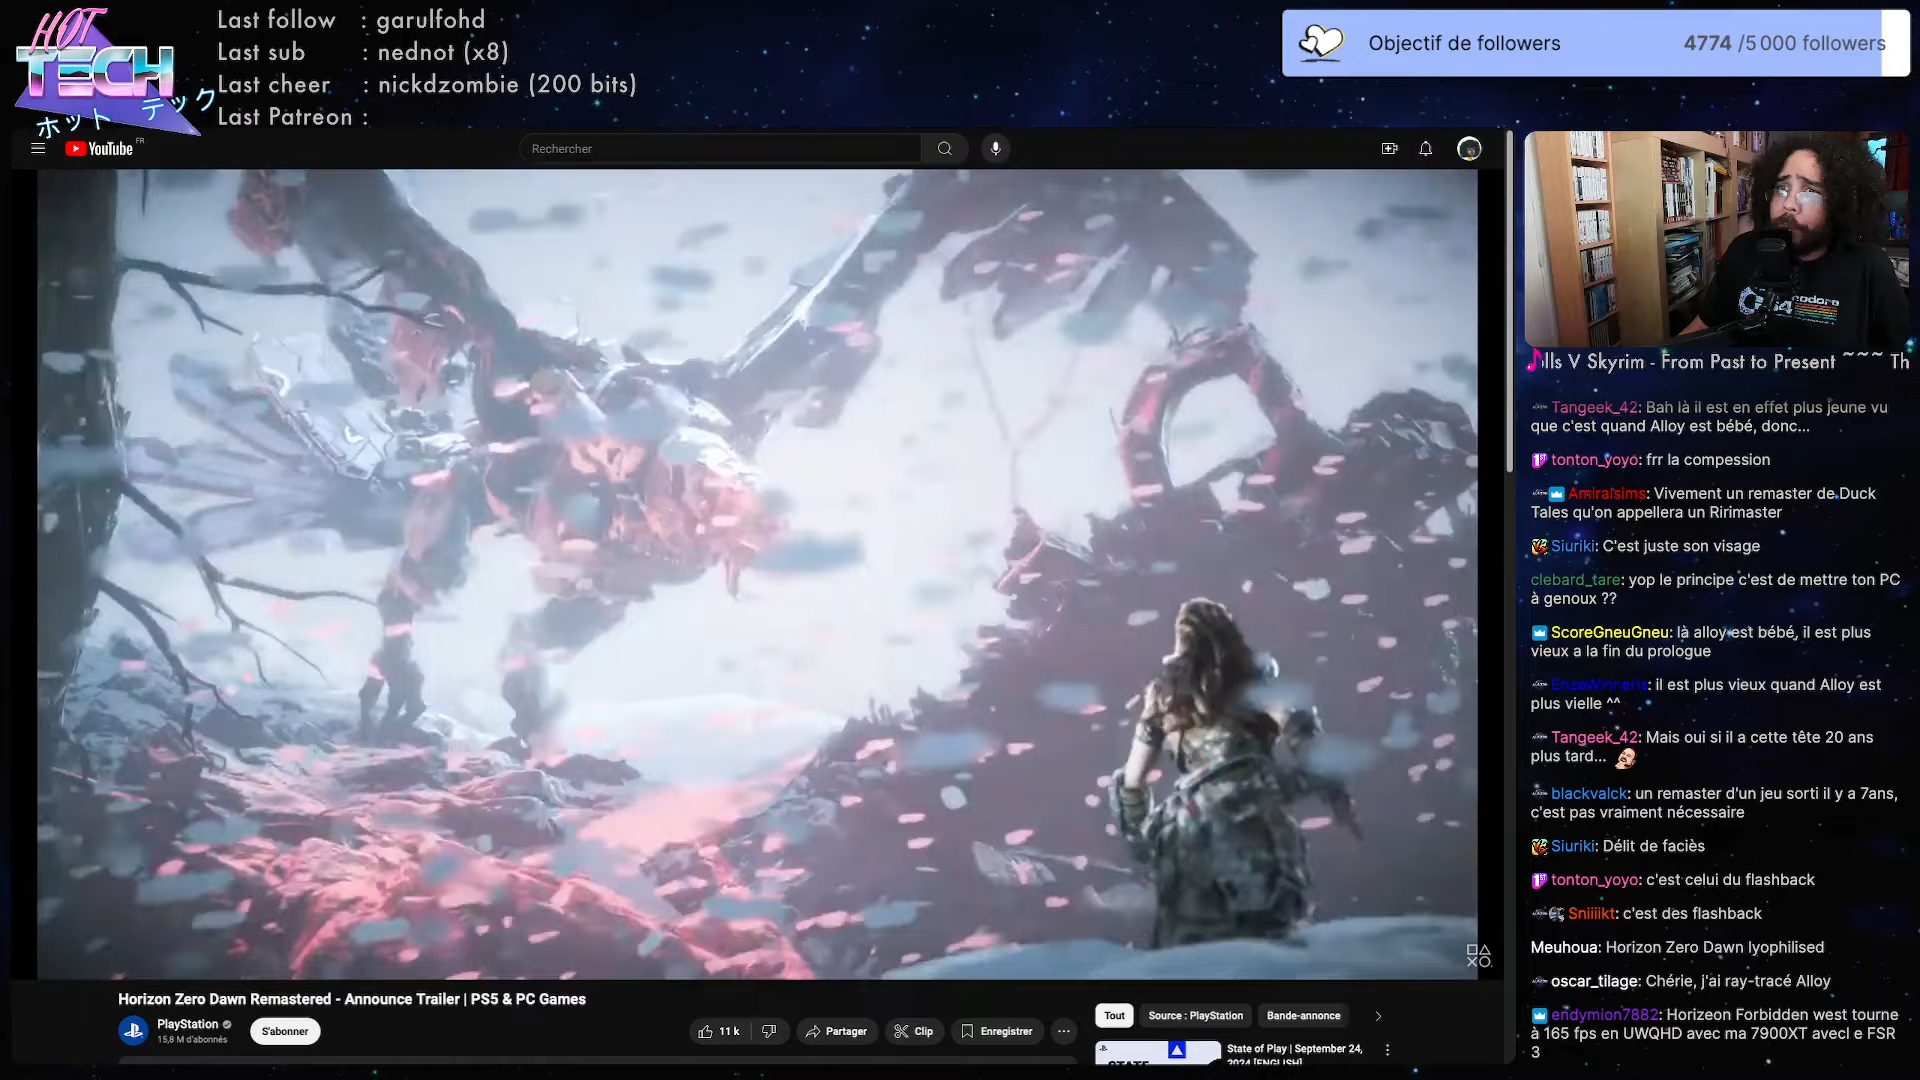 HOT
TECH
ホット テック
Last follow : garulfohd
Last sub : nednot (x8)
Last cheer : nickdzombie (200 bits)
Last Patreon :
Objectif de followers 4774 /5 000 followers
YouTube FR
Rechercher
olls V Skyrim - From Past to Present ~~~ Th
Tangeek_42: Bah là il est en effet plus jeune vu
que c'est quand Alloy est bébé, donc...
tonton_yoyo: frr la compession
Amiralsims: Vivement un remaster de Duck
Tales qu'on appellera un Ririmaster
Siuriki: C'est juste son visage
clebard_tare: yop le principe c'est de mettre ton PC
à genoux ??
ScoreGneuGneu: là alloy est bébé, il est plus
vieux a la fin du prologue
EnzeWinneris: il est plus vieux quand Alloy est
plus vielle ^^
Tangeek_42: Mais oui si il a cette tête 20 ans
plus tard...
blackvalck: un remaster d'un jeu sorti il y a 7ans,
c'est pas vraiment nécessaire
Siuriki: Délit de faciès
tonton_yoyo: c'est celui du flashback
Sniiiikt: c'est des flashback
Meuhoua: Horizon Zero Dawn lyophilised
oscar_tilage: Chérie, j'ai ray-tracé Alloy
endymion7882: Horizeon Forbidden west tourne
à 165 fps en UWQHD avec ma 7900XT avecl e FSR
3
Horizon Zero Dawn Remastered - Announce Trailer | PS5 & PC Games
PlayStation
15,8 M d'abonnés
S'abonner
11 k
Partager
Clip
Enregistrer
Tout
Source : PlayStation
Bande-annonce
State of Play | September 24,
2024 [ENGLISH]